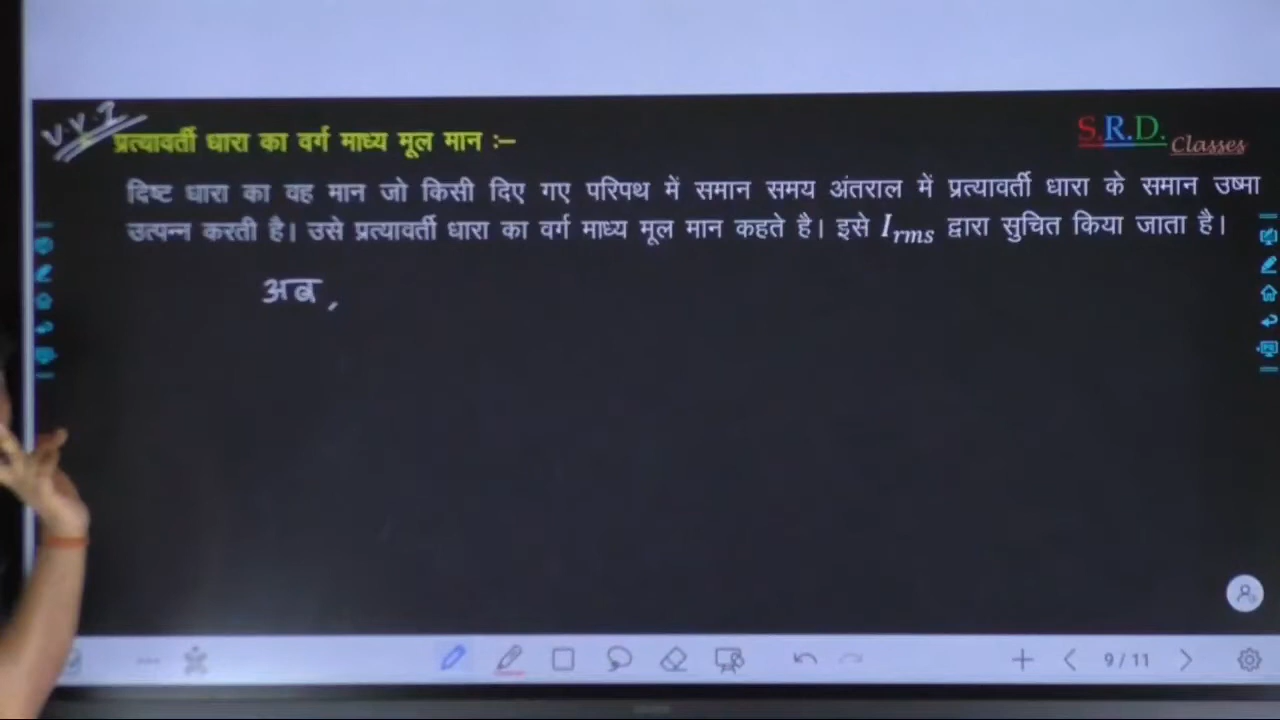 V.V.I
प्रत्यावर्ती धारा का वर्ग माध्य मूल मान :–
S.R.D. Classes
दिष्ट धारा का वह मान जो किसी दिए गए परिपथ में समान समय अंतराल में प्रत्यावर्ती धारा के समान उष्मा
उत्पन्न करती है। उसे प्रत्यावर्ती धारा का वर्ग माध्य मूल मान कहते है। इसे I_rms द्वारा सुचित किया जाता है।
अब,
9/11